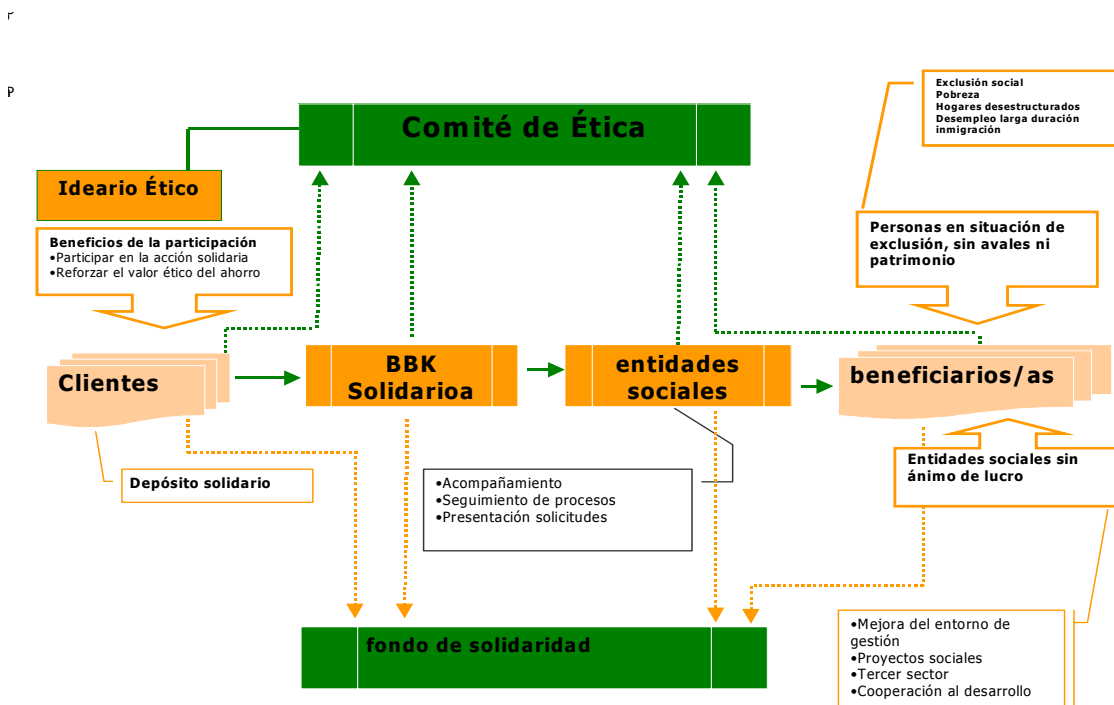 Exclusión social
Pobreza
Hogares desestructurados
Desempleo larga duración
inmigración
Comité de Ética
Ideario Ético
Beneficios de la participación
•Participar en la acción solidaria
•Reforzar el valor ético del ahorro
Personas en situación de
exclusión, sin avales ni
patrimonio
Clientes
BBK
Solidarioa
entidades
sociales
beneficiarios/as
Depósito solidario
•Acompañamiento
•Seguimiento de procesos
•Presentación solicitudes
Entidades sociales sin
ánimo de lucro
fondo de solidaridad
•Mejora del entorno de
gestión
•Proyectos sociales
•Tercer sector
•Cooperación al desarrollo